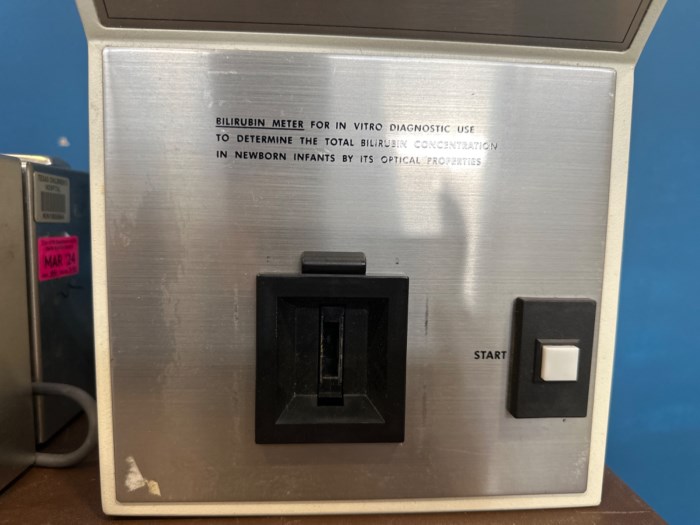 BILIRUBIN METER FOR IN VITRO DIAGNOSTIC USE
TO DETERMINE THE TOTAL BILIRUBIN CONCENTRATION
IN NEWBORN INFANTS BY ITS OPTICAL PROPERTIES
START
MAR 24